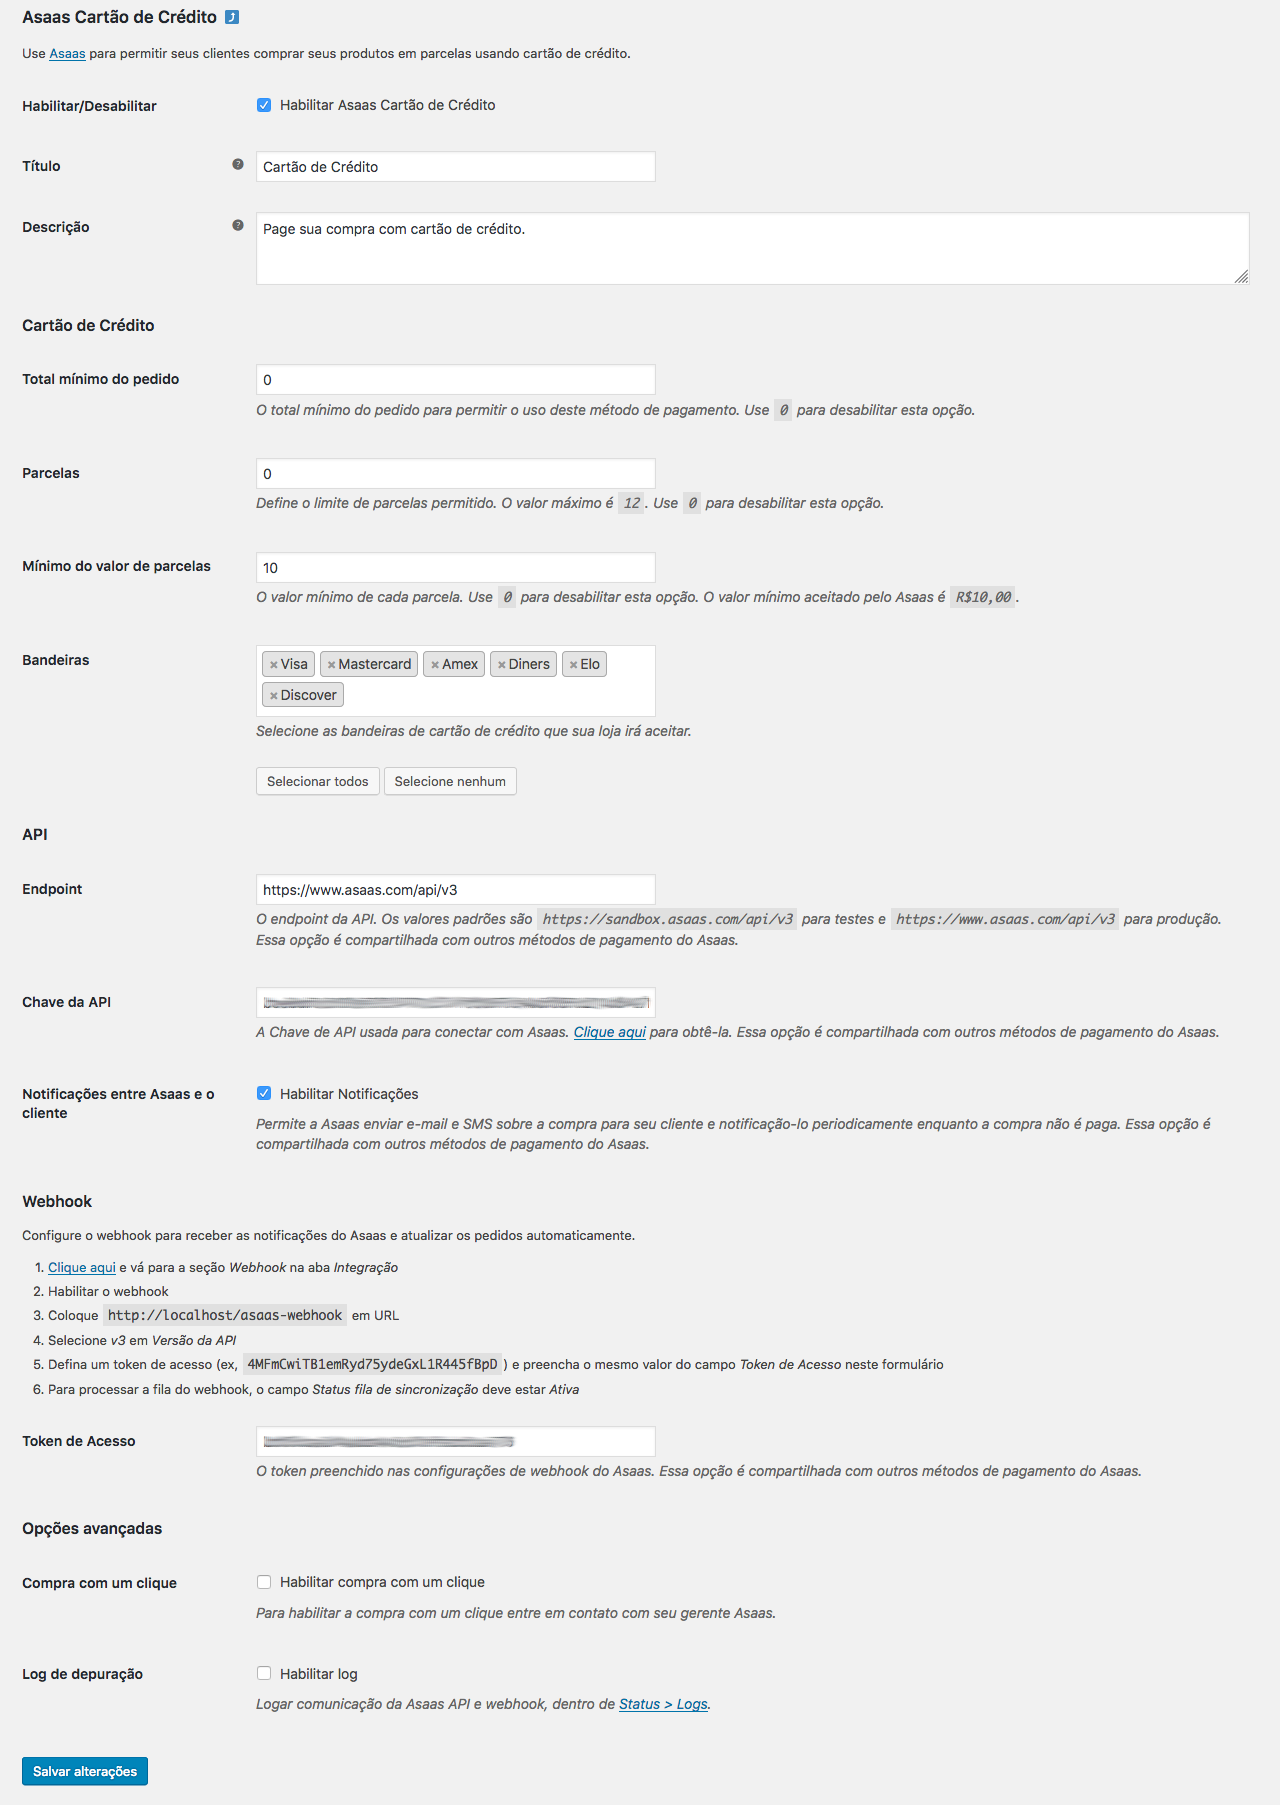 Asaas Cartão de Crédito
Use Asaas para permitir seus clientes comprar seus produtos em parcelas usando cartão de crédito.
Habilitar/Desabilitar
Habilitar Asaas Cartão de Crédito
Título
Cartão de Crédito
Descrição
Page sua compra com cartão de crédito.
Cartão de Crédito
Total mínimo do pedido
0
O total mínimo do pedido para permitir o uso deste método de pagamento. Use 0 para desabilitar esta opção.
Parcelas
0
Define o limite de parcelas permitido. O valor máximo é 12 . Use 0 para desabilitar esta opção.
Mínimo do valor de parcelas
10
O valor mínimo de cada parcela. Use 0 para desabilitar esta opção. O valor mínimo aceitado pelo Asaas é R$10,00 .
Bandeiras
×Visa ×Mastercard ×Amex ×Diners ×Elo
×Discover
Selecione as bandeiras de cartão de crédito que sua loja irá aceitar.
Selecionar todos Selecione nenhum
API
Endpoint
https://www.asaas.com/api/v3
O endpoint da API. Os valores padrões são https://sandbox.asaas.com/api/v3 para testes e https://www.asaas.com/api/v3 para produção.
Essa opção é compartilhada com outros métodos de pagamento do Asaas.
Chave da API
A Chave de API usada para conectar com Asaas. Clique aqui para obtê-la. Essa opção é compartilhada com outros métodos de pagamento do Asaas.
Notificações entre Asaas e o
cliente
Habilitar Notificações
Permite a Asaas enviar e-mail e SMS sobre a compra para seu cliente e notificação-lo periodicamente enquanto a compra não é paga. Essa opção é
compartilhada com outros métodos de pagamento do Asaas.
Webhook
Configure o webhook para receber as notificações do Asaas e atualizar os pedidos automaticamente.
1. Clique aqui e vá para a seção Webhook na aba Integração
2. Habilitar o webhook
3. Coloque http://localhost/asaas-webhook em URL
4. Selecione v3 em Versão da API
5. Defina um token de acesso (ex, 4MFmCwiTB1emRyd75ydeGxL1R445fBpD ) e preencha o mesmo valor do campo Token de Acesso neste formulário
6. Para processar a fila do webhook, o campo Status fila de sincronização deve estar Ativa
Token de Acesso
O token preenchido nas configurações de webhook do Asaas. Essa opção é compartilhada com outros métodos de pagamento do Asaas.
Opções avançadas
Compra com um clique
Habilitar compra com um clique
Para habilitar a compra com um clique entre em contato com seu gerente Asaas.
Log de depuração
Habilitar log
Logar comunicação da Asaas API e webhook, dentro de Status > Logs.
Salvar alterações